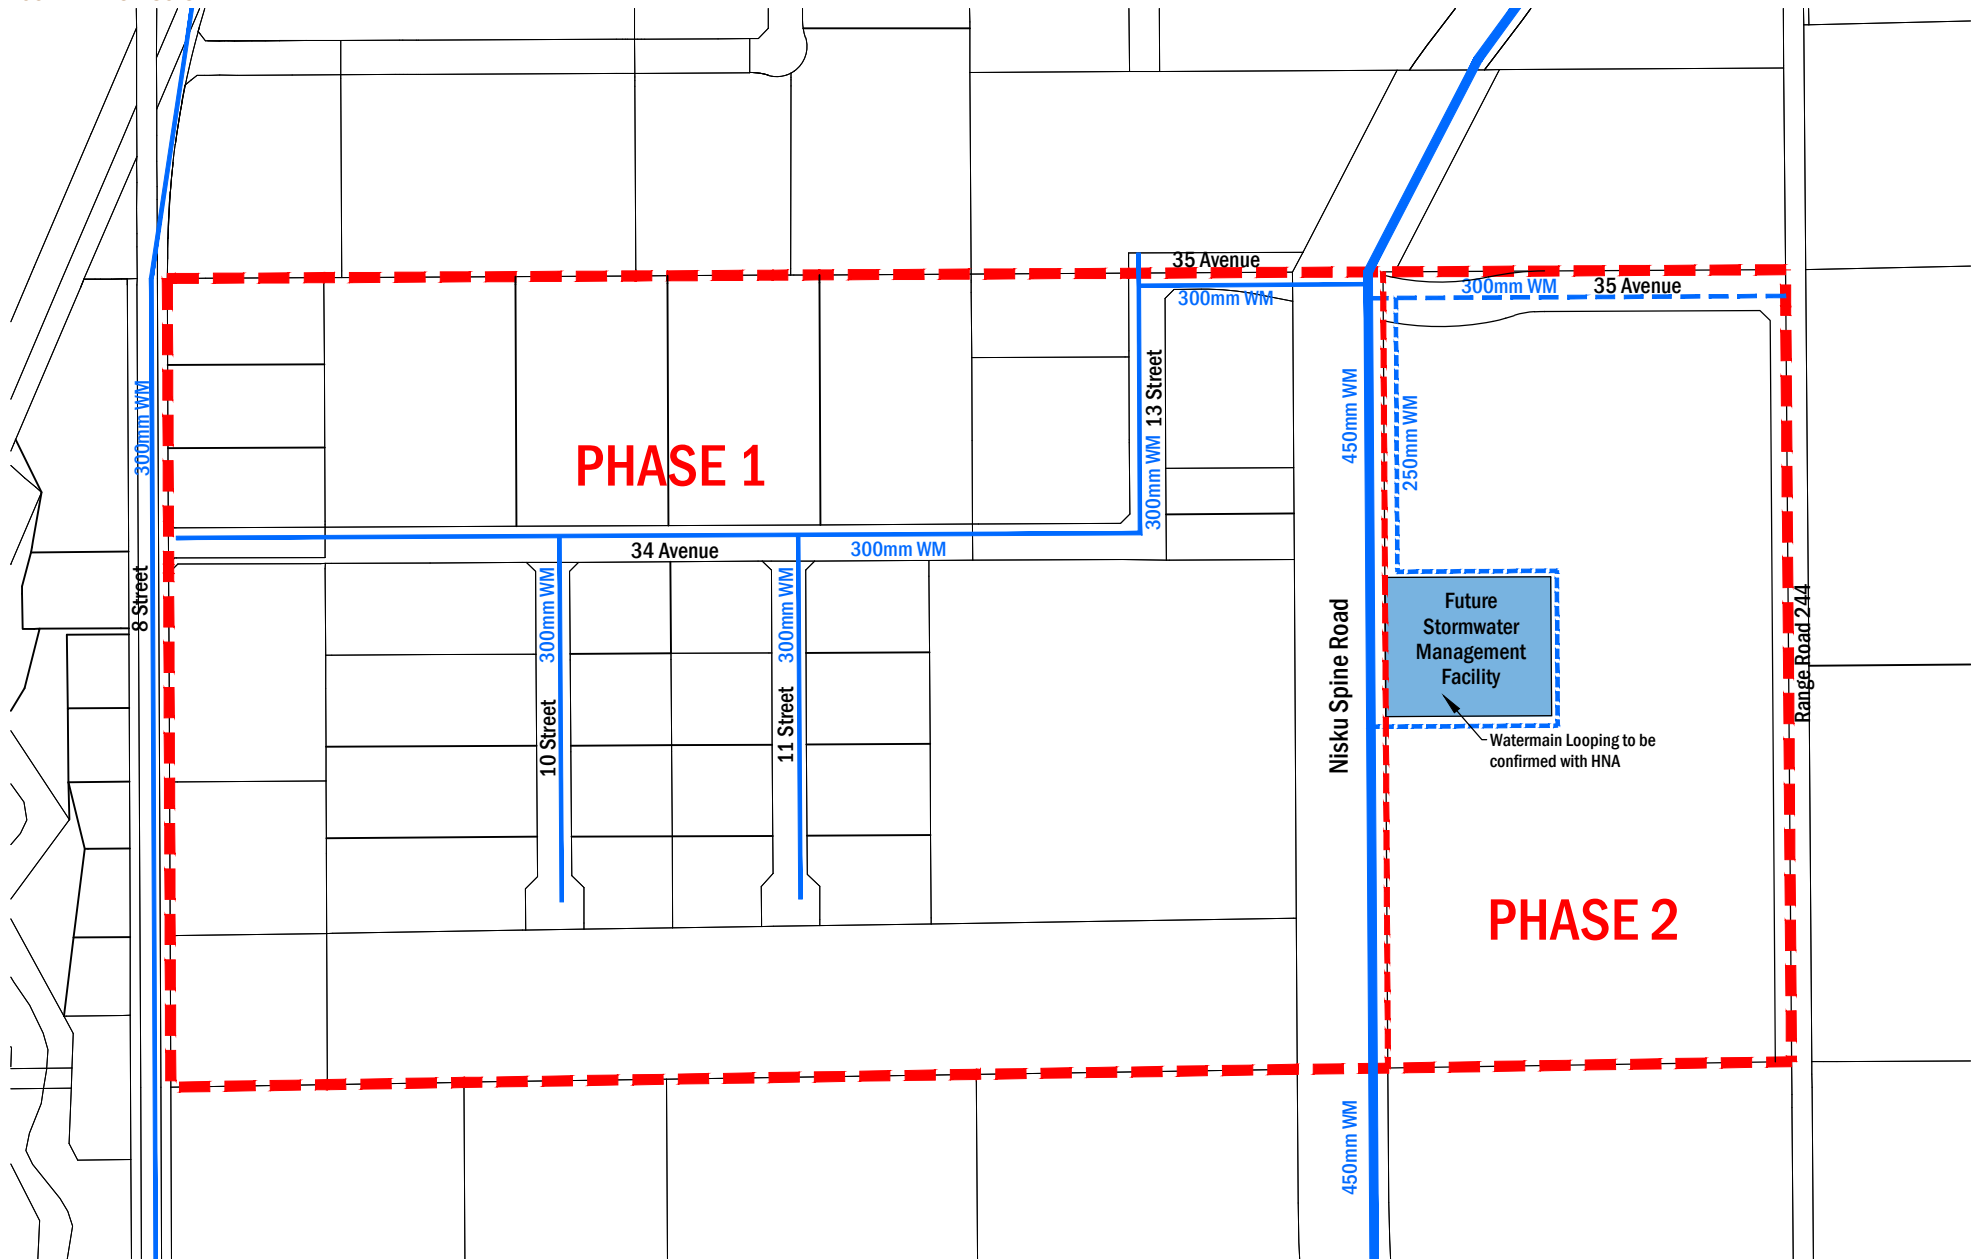 35 Avenue
300mm WM
300mm WM
35 Avenue
300mm WM
13 Street
300mm WM
450mm WM
250mm WM
PHASE 1
34 Avenue
300mm WM
8 Street
300mm WM
10 Street
300mm WM
11 Street
Nisku Spine Road
Future
Stormwater
Management
Facility
Range Road 244
Watermain Looping to be
confirmed with HNA
PHASE 2
450mm WM